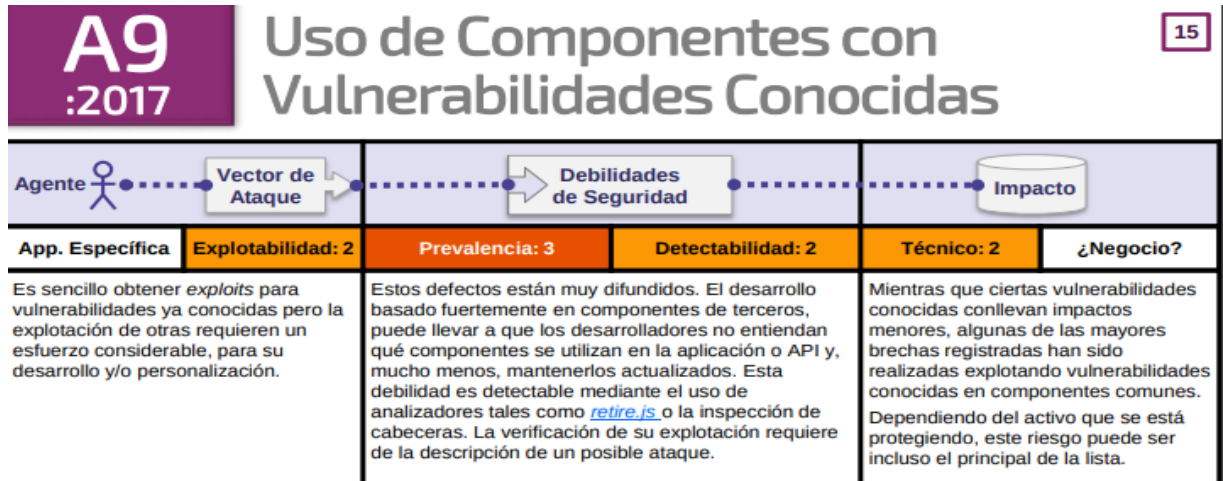 A9
:2017
Uso de Componentes con
Vulnerabilidades Conocidas
15
Agente
Vector de
Ataque
Debilidades
de Seguridad
Impacto
App. Específica
Explotabilidad: 2
Prevalencia: 3
Detectabilidad: 2
Técnico: 2
¿Negocio?
Es sencillo obtener exploits para
vulnerabilidades ya conocidas pero la
explotación de otras requieren un
esfuerzo considerable, para su
desarrollo y/o personalización.
Estos defectos están muy difundidos. El desarrollo
basado fuertemente en componentes de terceros,
puede llevar a que los desarrolladores no entiendan
qué componentes se utilizan en la aplicación o API y,
mucho menos, mantenerlos actualizados. Esta
debilidad es detectable mediante el uso de
analizadores tales como retire.js o la inspección de
cabeceras. La verificación de su explotación requiere
de la descripción de un posible ataque.
Mientras que ciertas vulnerabilidades
conocidas conllevan impactos
menores, algunas de las mayores
brechas registradas han sido
realizadas explotando vulnerabilidades
conocidas en componentes comunes.
Dependiendo del activo que se está
protegiendo, este riesgo puede ser
incluso el principal de la lista.